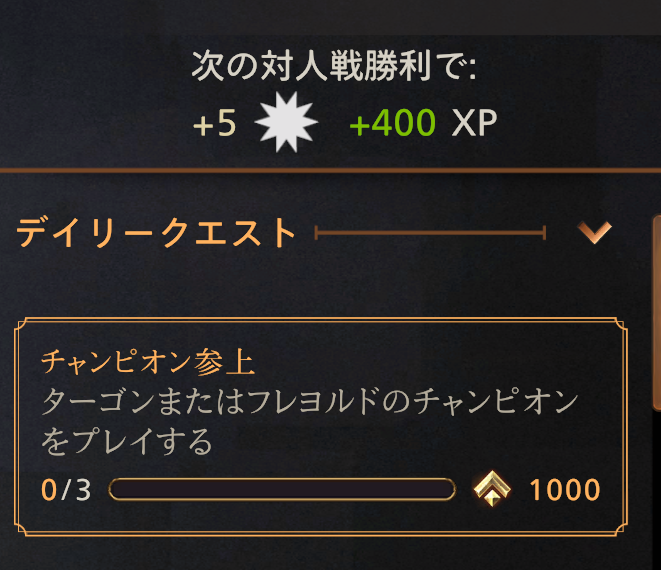 次の対人戦勝利で:
+5 +400 XP
デイリークエスト
チャンピオン参上
ターゴンまたはフレヨルドのチャンピオン
をプレイする
0/3 1000